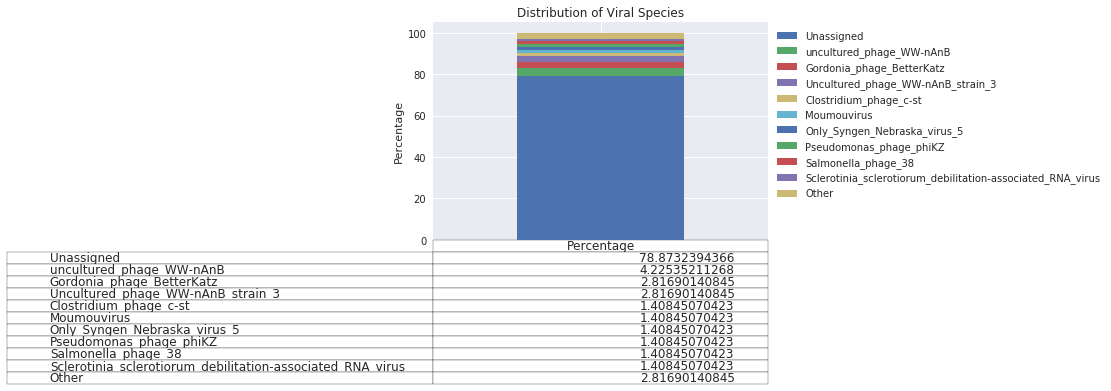 Distribution of Viral Species
100
80
60
40
20
0
Percentage
Unassigned
uncultured_phage_WW-nAnB
Gordonia_phage_BetterKatz
Uncultured_phage_WW-nAnB_strain_3
Clostridium_phage_c-st
Moumouvirus
Only_Syngen_Nebraska_virus_5
Pseudomonas_phage_phiKZ
Salmonella_phage_38
Sclerotinia_sclerotiorum_debilitation-associated_RNA_virus
Other
Percentage
Unassigned 78.8732394366
uncultured_phage_WW-nAnB 4.22535211268
Gordonia_phage_BetterKatz 2.81690140845
Uncultured_phage_WW-nAnB_strain_3 2.81690140845
Clostridium_phage_c-st 1.40845070423
Moumouvirus 1.40845070423
Only_Syngen_Nebraska_virus_5 1.40845070423
Pseudomonas_phage_phiKZ 1.40845070423
Salmonella_phage_38 1.40845070423
Sclerotinia_sclerotiorum_debilitation-associated_RNA_virus 1.40845070423
Other 2.81690140845